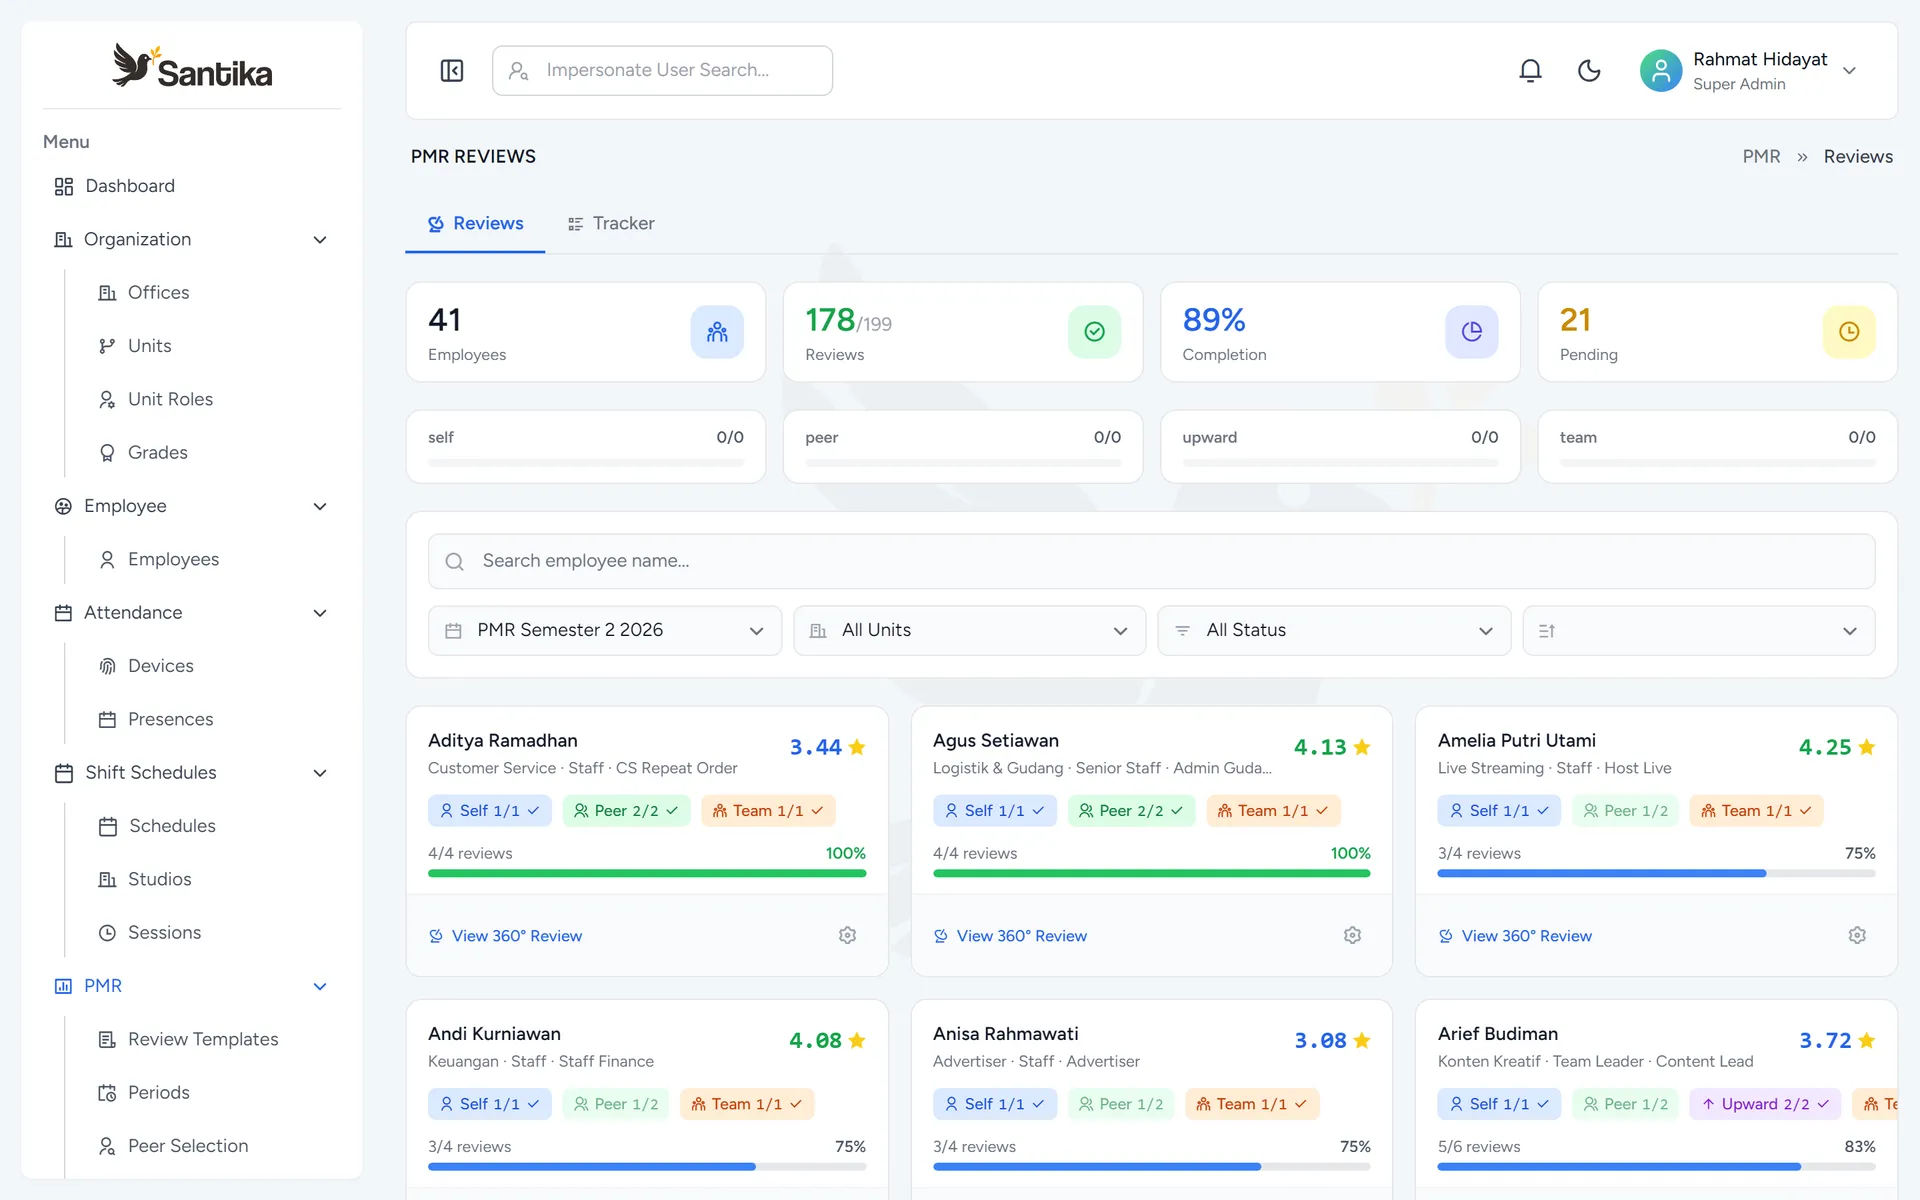 Santika
Menu
Dashboard
Organization
Offices
Units
Unit Roles
Grades
Employee
Employees
Attendance
Devices
Presences
Shift Schedules
Schedules
Studios
Sessions
PMR
Review Templates
Periods
Peer Selection
Impersonate User Search...
Rahmat Hidayat
Super Admin
PMR REVIEWS
PMR » Reviews
Reviews
Tracker
41
Employees
178/199
Reviews
89%
Completion
21
Pending
self 0/0
peer 0/0
upward 0/0
team 0/0
Search employee name...
PMR Semester 2 2026
All Units
All Status
Aditya Ramadhan
3.44
Customer Service · Staff · CS Repeat Order
Self 1/1 ✓
Peer 2/2 ✓
Team 1/1 ✓
4/4 reviews
100%
View 360° Review
Agus Setiawan
4.13
Logistik & Gudang · Senior Staff · Admin Guda...
Self 1/1 ✓
Peer 2/2 ✓
Team 1/1 ✓
4/4 reviews
100%
View 360° Review
Amelia Putri Utami
4.25
Live Streaming · Staff · Host Live
Self 1/1 ✓
Peer 1/2
Team 1/1 ✓
3/4 reviews
75%
View 360° Review
Andi Kurniawan
4.08
Keuangan · Staff · Staff Finance
Self 1/1 ✓
Peer 1/2
Team 1/1 ✓
3/4 reviews
75%
Anisa Rahmawati
3.08
Advertiser · Staff · Advertiser
Self 1/1 ✓
Peer 1/2
Team 1/1 ✓
3/4 reviews
75%
Arief Budiman
3.72
Konten Kreatif · Team Leader · Content Lead
Self 1/1 ✓
Peer 1/2
Upward 2/2 ✓
Te
5/6 reviews
83%